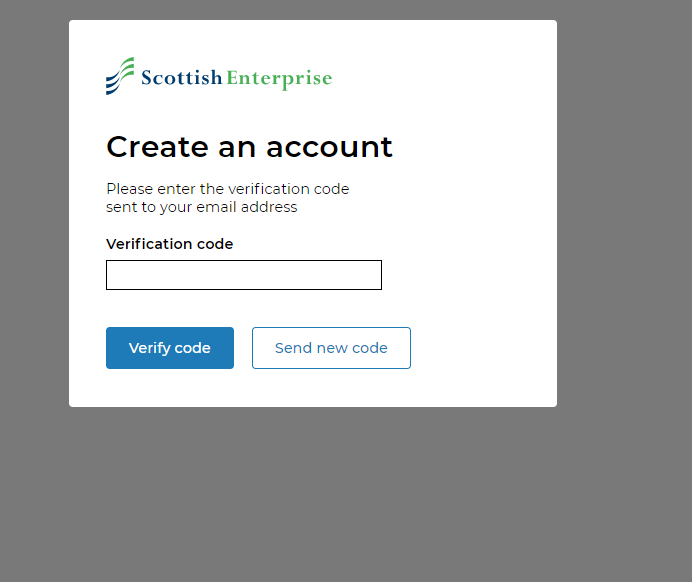 Scottish Enterprise
Create an account
Please enter the verification code
sent to your email address
Verification code
Verify code
Send new code